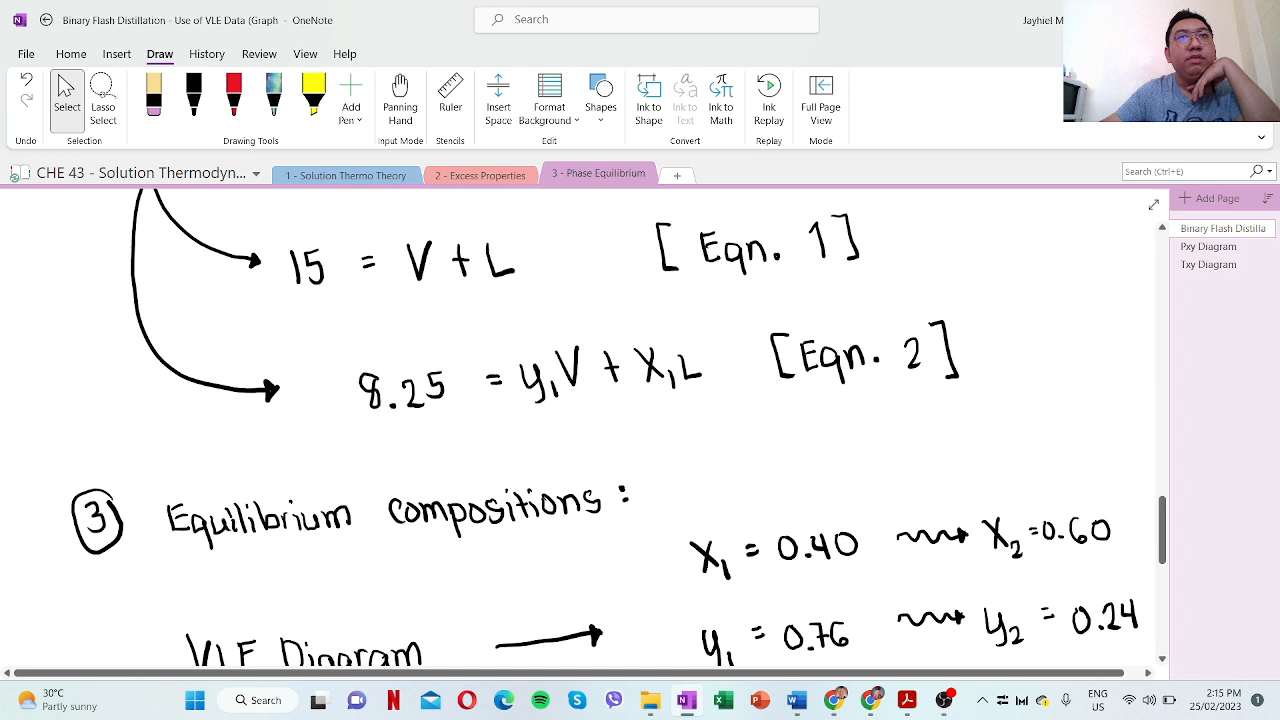 Binary Flash Distillation - Use of VLE Data (Graph - OneNote
Search
Jayhiel M
File Home Insert Draw History Review View Help
Undo
Select
Lasso Select
Add Pen
Panning Hand
Ruler
Insert Space
Format Background
Shapes
Ink to Shape
Ink to Text
Ink to Math
Ink Replay
Full Page View
Undo Selection Drawing Tools Input Mode Stencils Edit Convert Replay Mode
CHE 43 - Solution Thermodyn...
1 - Solution Thermo Theory
2 - Excess Properties
3 - Phase Equilibrium
Search (Ctrl+E)
Add Page
Binary Flash Distilla
Pxy Diagram
Txy Diagram
15 = V + L [Eqn. 1]
8.25 = y₁V + x₁L [Eqn. 2]
3 Equilibrium compositions:
x₁ = 0.40 → x₂ = 0.60
VLE Diagram → y₁ = 0.76 → y₂ = 0.24
30°C
Partly sunny
Search
ENG
US
2:15 PM
25/02/2023
1